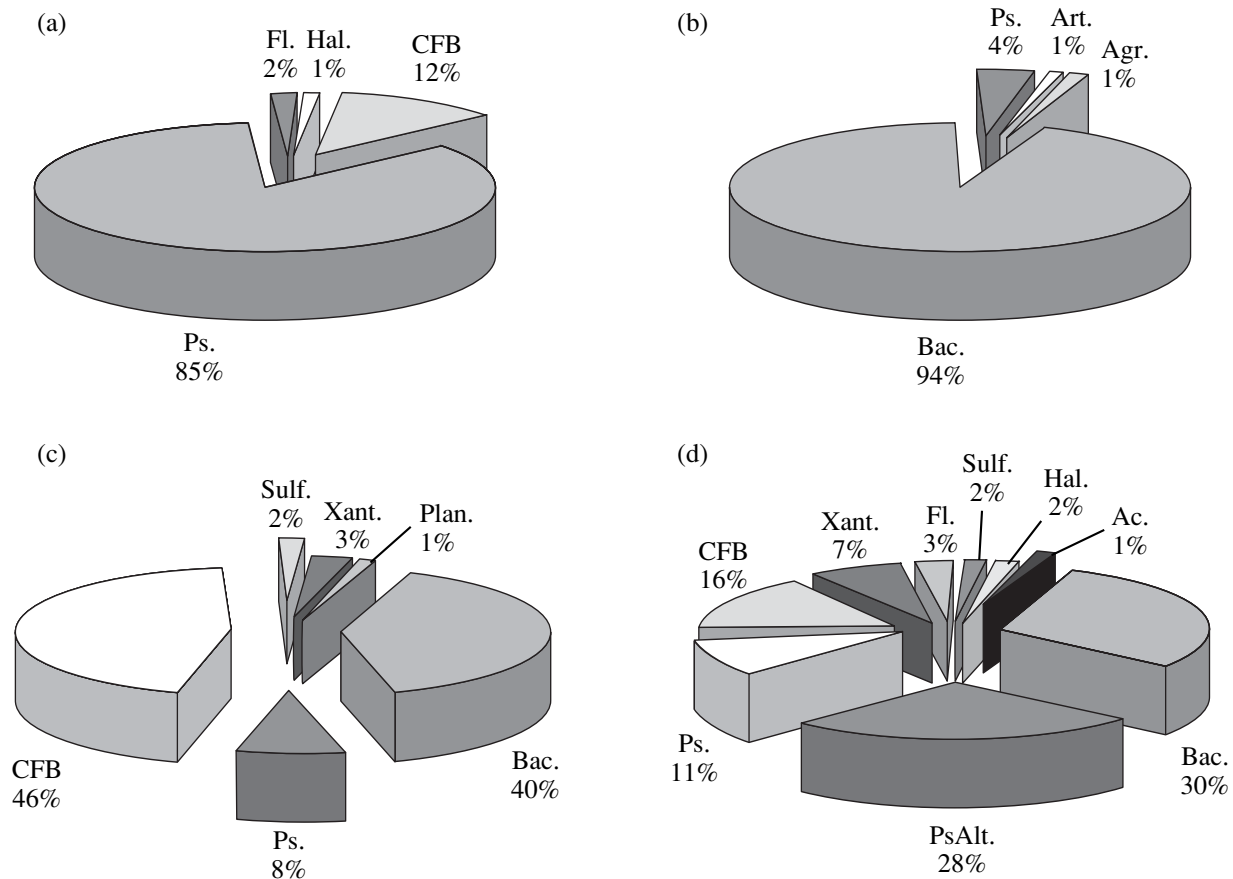 (a)
Fl.
2%
Hal.
1%
CFB
12%
Ps.
85%
(b)
Ps.
4%
Art.
1%
Agr.
1%
Bac.
94%
(c)
Sulf.
2%
Xant.
3%
Plan.
1%
CFB
46%
Bac.
40%
Ps.
8%
(d)
CFB
16%
Xant.
7%
Fl.
3%
Sulf.
2%
Hal.
2%
Ac.
1%
Ps.
11%
Bac.
30%
PsAlt.
28%